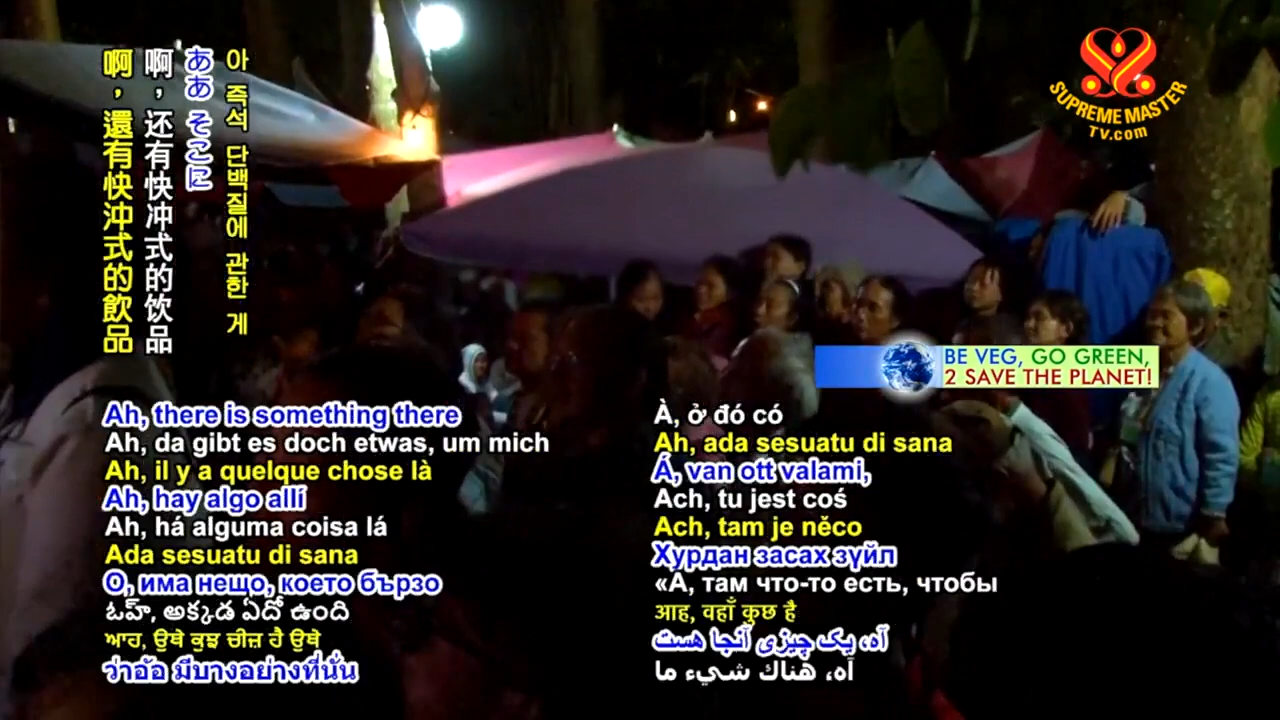 啊，還有快沖式的飲品
啊，还有快冲式的饮品
ああ そこに
아 즉석 단백질에 관한 게
SUPREME MASTER
TV.com
BE VEG, GO GREEN,
2 SAVE THE PLANET!
Ah, there is something there
Ah, da gibt es doch etwas, um mich
Ah, il y a quelque chose là
Ah, hay algo allí
Ah, há alguma coisa lá
Ada sesuatu di sana
О, има нещо, което бързо
ఓహ్, అక్కడ ఏదో ఉంది
ਆਹ, ਉਥੇ ਕੁਝ ਚੀਜ਼ ਹੈ ਉਥੇ
ว่าอ้อ มีบางอย่างที่นั่น
À, ở đó có
Ah, ada sesuatu di sana
Á, van ott valami,
Ach, tu jest coś
Ach, tam je něco
Хурдан засах зүйл
«А, там что-то есть, чтобы
आह, वहाँ कुछ है
آه، یک چیزی آنجا هست
آه، هناك شيء ما